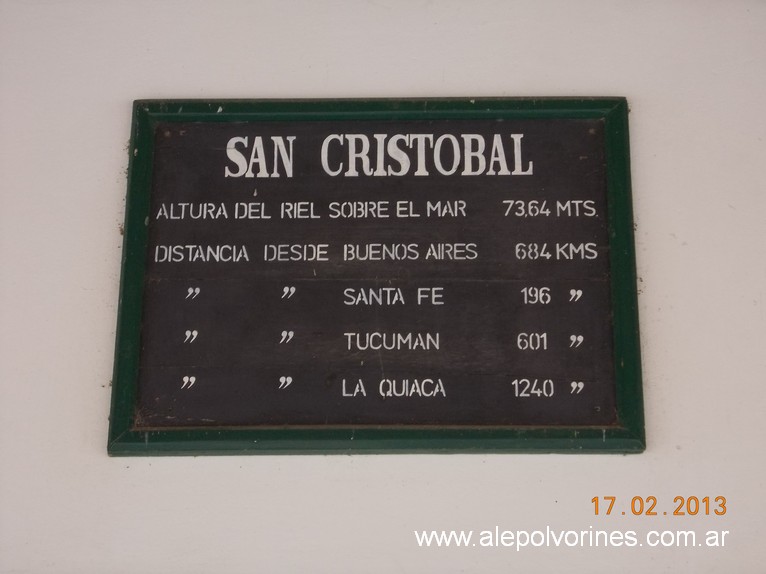 SAN CRISTOBAL
ALTURA DEL RIEL SOBRE EL MAR 73,64 MTS.
DISTANCIA DESDE BUENOS AIRES 684 KMS
” ” SANTA FE 196 ”
” ” TUCUMAN 601 ”
” ” LA QUIACA 1240 ”
17.02.2013
www.alepolvorines.com.ar